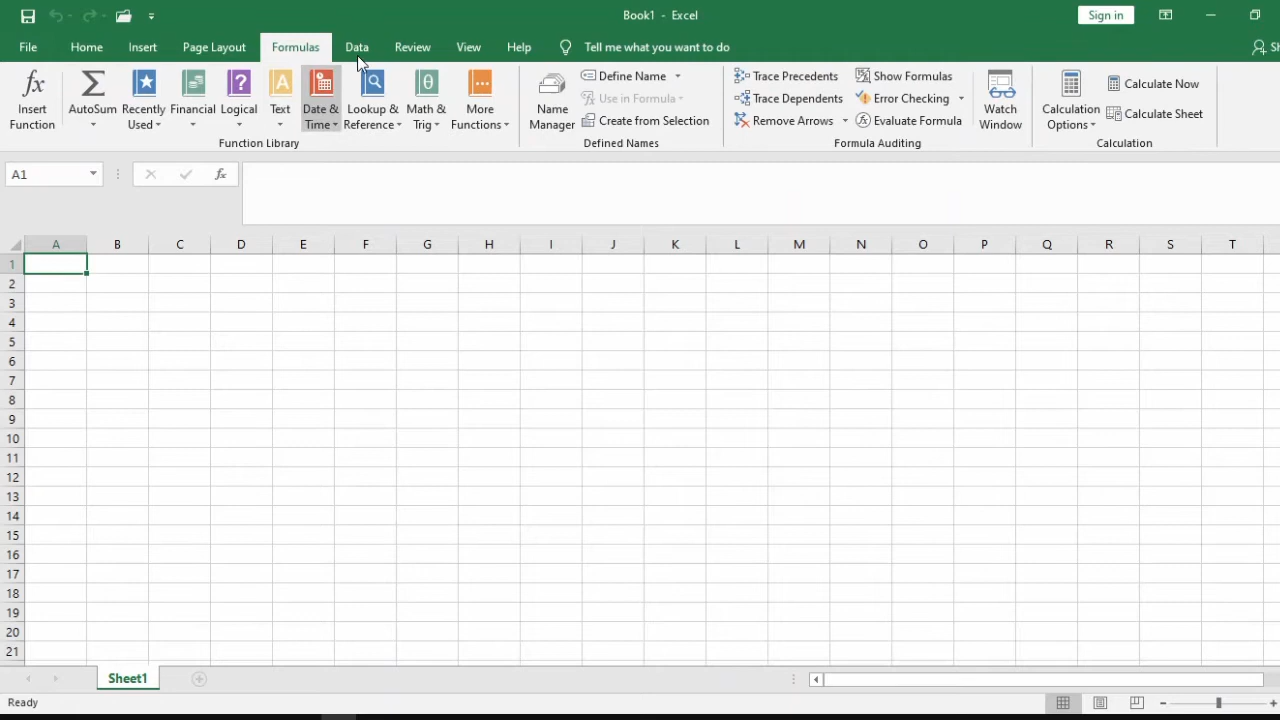 Book1 - Excel
Sign in
File Home Insert Page Layout Formulas Data Review View Help Tell me what you want to do Sh
fx
Insert
Function
AutoSum
Recently
Used
Financial
Logical
Text
Date &
Time
Lookup &
Reference
Math &
Trig
More
Functions
Function Library
Name
Manager
Define Name
Use in Formula
Create from Selection
Defined Names
Trace Precedents
Trace Dependents
Remove Arrows
Show Formulas
Error Checking
Evaluate Formula
Formula Auditing
Watch
Window
Calculation
Options
Calculate Now
Calculate Sheet
Calculation
A1
fx
A B C D E F G H I J K L M N O P Q R S T
1
2
3
4
5
6
7
8
9
10
11
12
13
14
15
16
17
18
19
20
21
Sheet1
Ready